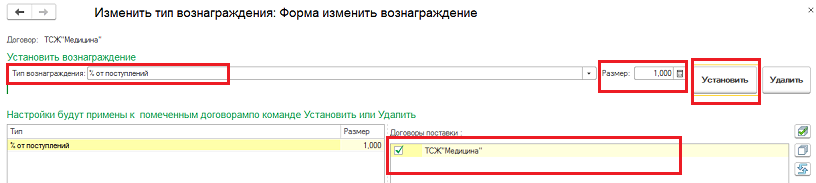 Изменить тип вознаграждения: Форма изменить вознаграждение
Договор: ТСЖ"Медицина"
Установить вознаграждение
Тип вознаграждения: % от поступлений Размер: 1,000 Установить Удалить
Настройки будут примены к помеченным договорампо команде Установить или Удалить
Тип Размер Договоры поставки :
% от поступлений 1,000 ТСЖ"Медицина"